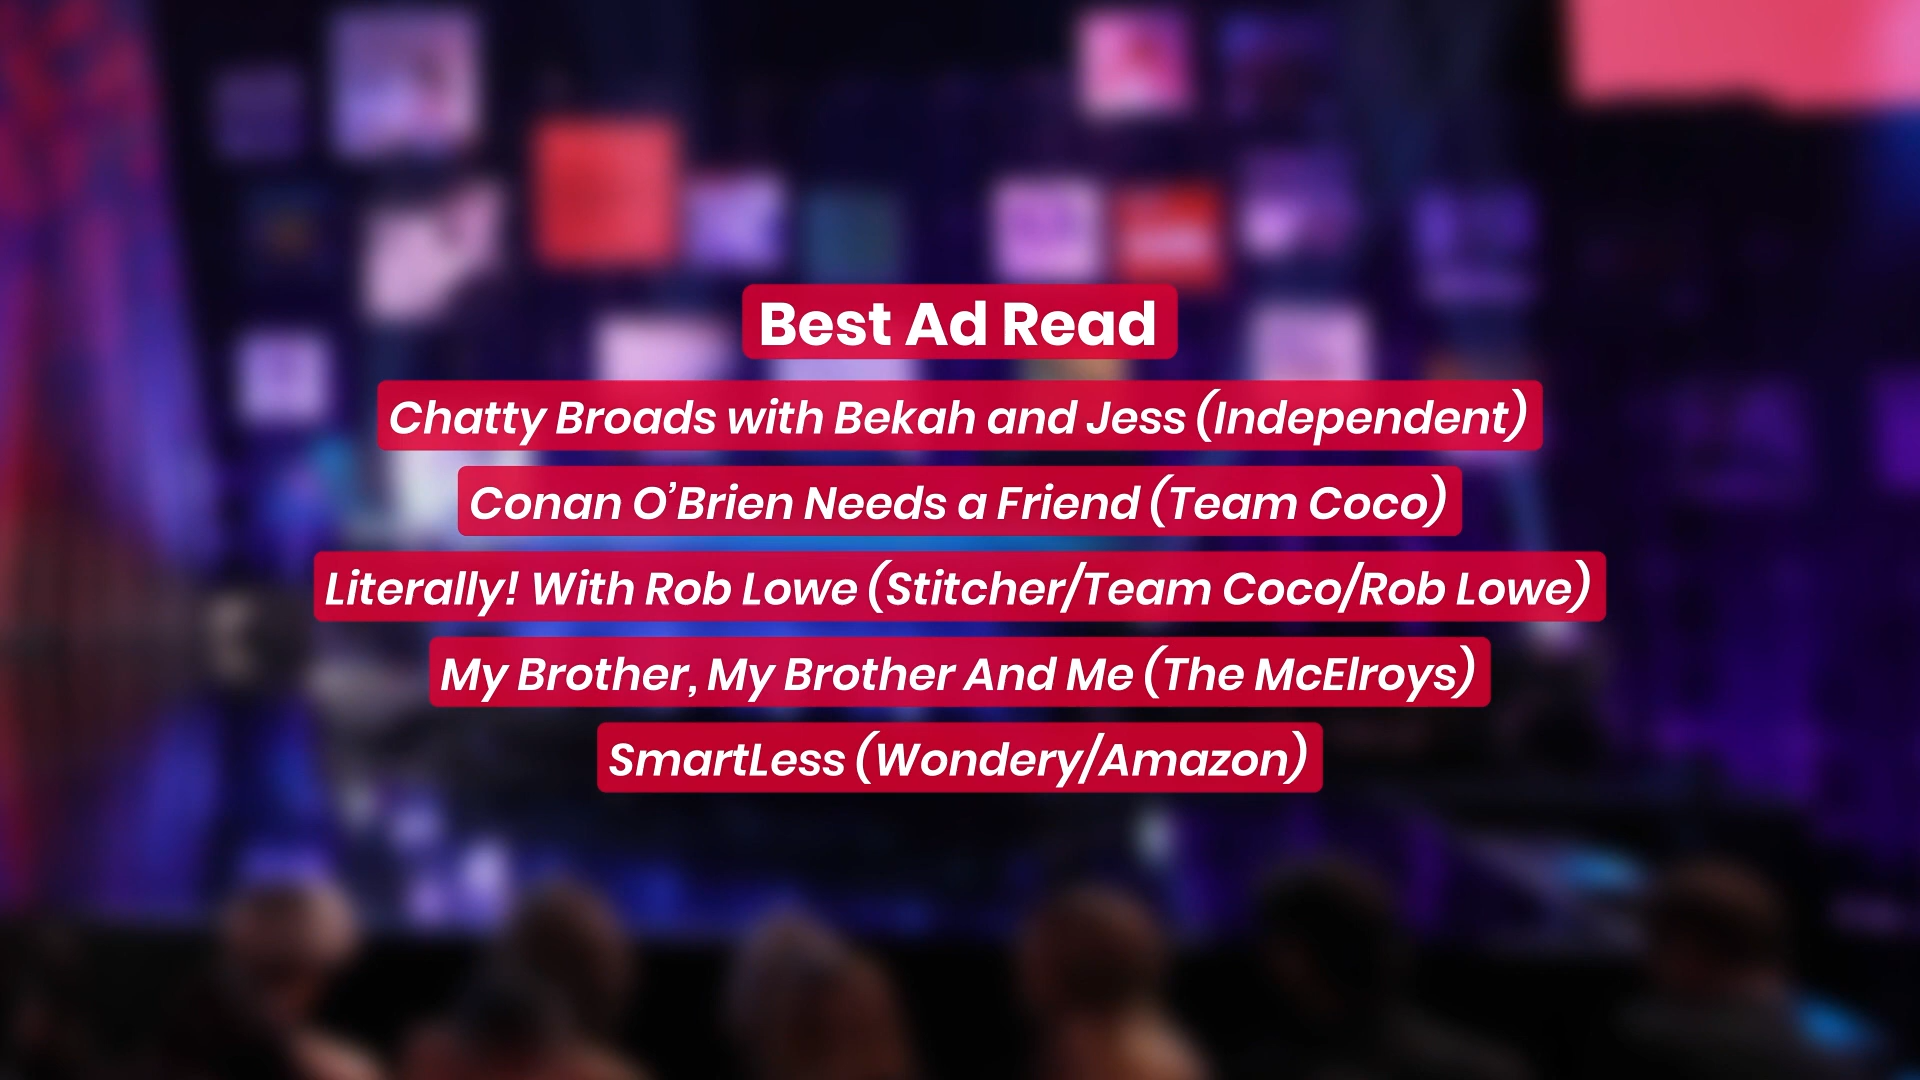 Best Ad Read
Chatty Broads with Bekah and Jess (Independent)
Conan O’Brien Needs a Friend (Team Coco)
Literally! With Rob Lowe (Stitcher/Team Coco/Rob Lowe)
My Brother, My Brother And Me (The McElroys)
SmartLess (Wondery/Amazon)